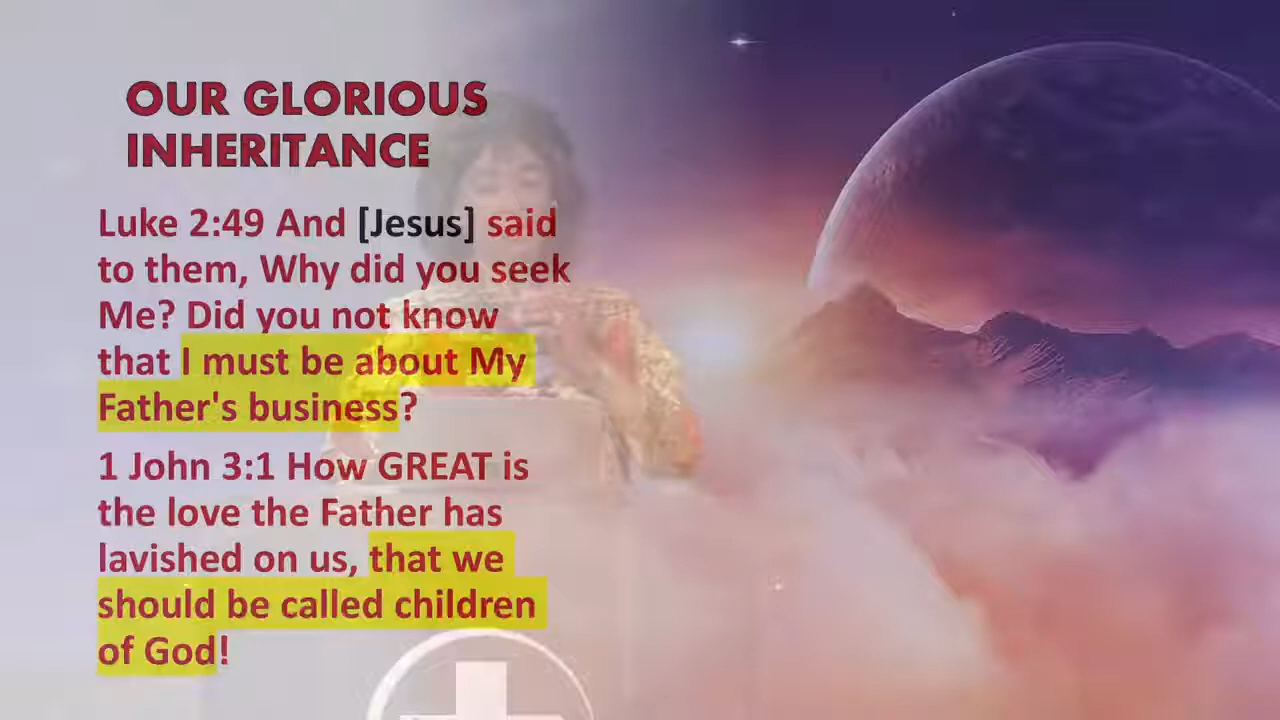 OUR GLORIOUS
INHERITANCE
Luke 2:49 And [Jesus] said
to them, Why did you seek
Me? Did you not know
that I must be about My
Father's business?
1 John 3:1 How GREAT is
the love the Father has
lavished on us, that we
should be called children
of God!